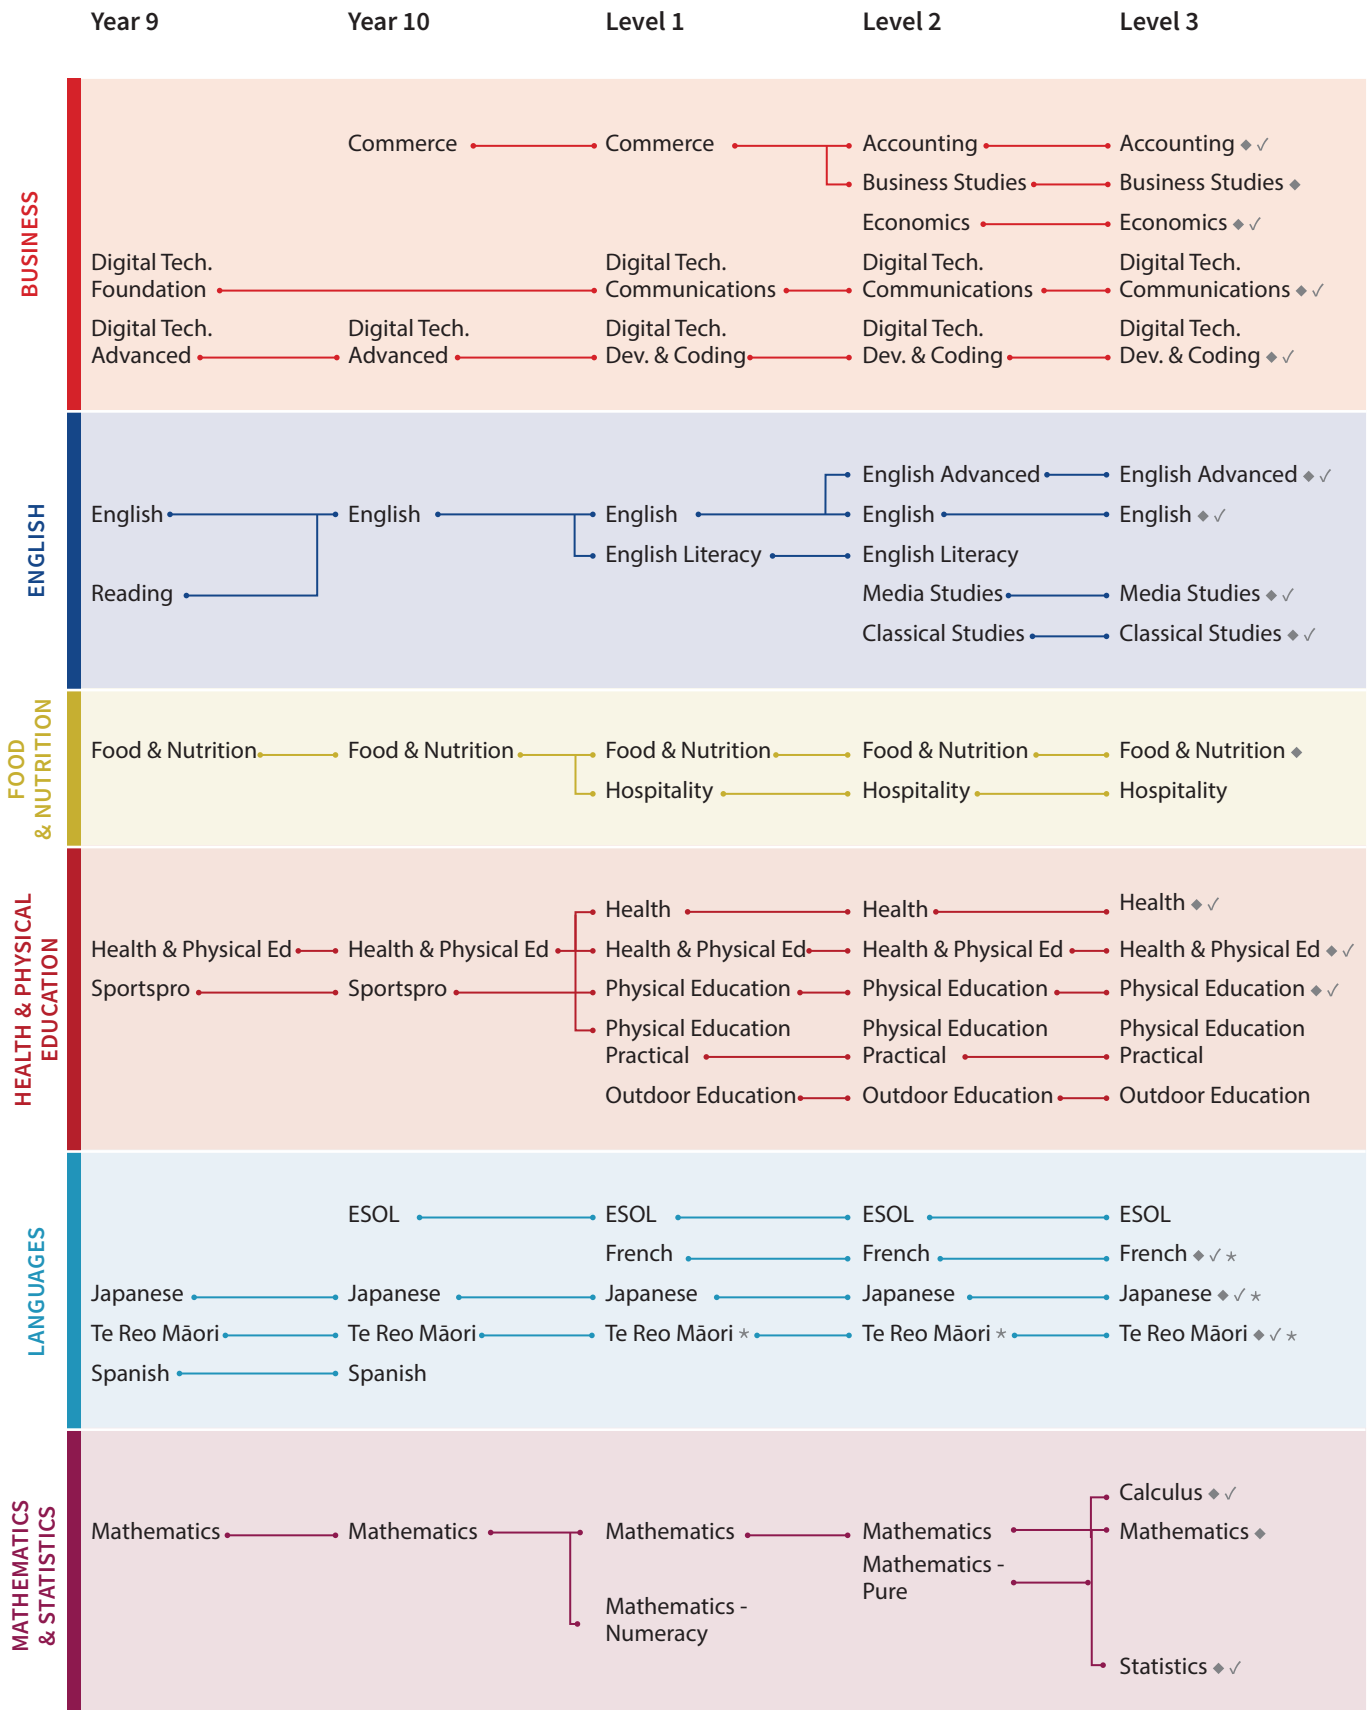 Year 9 Year 10 Level 1 Level 2 Level 3
BUSINESS
Commerce Commerce Accounting Accounting ◆ ✓
Business Studies Business Studies ◆
Economics Economics ◆ ✓
Digital Tech. Digital Tech. Digital Tech. Digital Tech.
Foundation Communications Communications Communications ◆ ✓
Digital Tech. Digital Tech. Digital Tech. Digital Tech. Digital Tech.
Advanced Advanced Dev. & Coding Dev. & Coding Dev. & Coding ◆ ✓
ENGLISH
English Advanced English Advanced ◆ ✓
English English English English English ◆ ✓
English Literacy English Literacy
Reading Media Studies Media Studies ◆ ✓
Classical Studies Classical Studies ◆ ✓
FOOD
& NUTRITION
Food & Nutrition Food & Nutrition Food & Nutrition Food & Nutrition Food & Nutrition ◆
Hospitality Hospitality Hospitality
HEALTH & PHYSICAL
EDUCATION
Health Health Health ◆ ✓
Health & Physical Ed Health & Physical Ed Health & Physical Ed Health & Physical Ed Health & Physical Ed ◆ ✓
Sportspro Sportspro Physical Education Physical Education Physical Education ◆ ✓
Physical Education Physical Education Physical Education
Practical Practical Practical
Outdoor Education Outdoor Education Outdoor Education
LANGUAGES
ESOL ESOL ESOL ESOL
French French French ◆ ✓ *
Japanese Japanese Japanese Japanese Japanese ◆ ✓ *
Te Reo Māori Te Reo Māori Te Reo Māori * Te Reo Māori * Te Reo Māori ◆ ✓ *
Spanish Spanish
MATHEMATICS
& STATISTICS
Calculus ◆ ✓
Mathematics Mathematics Mathematics Mathematics Mathematics ◆
Mathematics -
Pure
Mathematics -
Numeracy
Statistics ◆ ✓